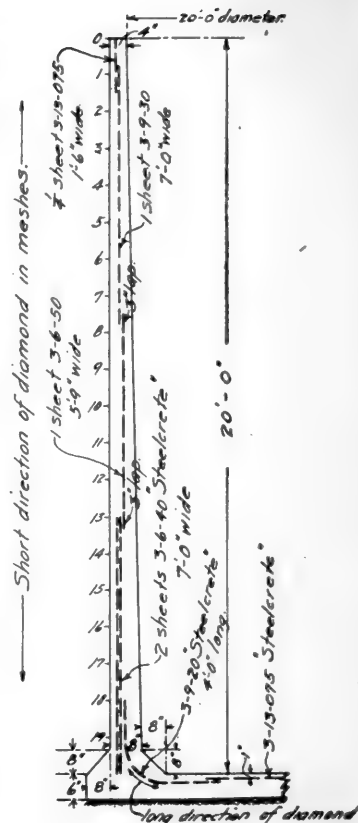 20'-0" diameter.
4"
0
1
2
3
4
5
6
7
8
9
10
11
12
13
14
15
16
17
18
19
sheet 3-13-075
1'-6" wide
1 sheet 3-9-30
7'-0" wide
3" lap.
1 sheet 3-6-50
5'-9" wide
Short direction of diamond in meshes.
20'-0"
3" lap.
2 sheets 3-6-40 "Steelcrete"
7'-0" wide
3-9-20 "Steelcrete"
4'-0" long.
3-13-095 "Steelcrete"
8"
8"
8"
8"
8"
8"
6"
long direction of diamond